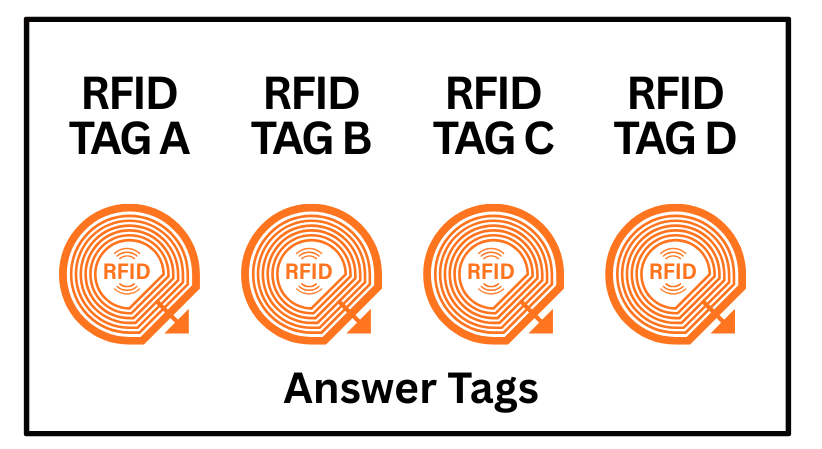 RFID TAG A
RFID TAG B
RFID TAG C
RFID TAG D
RFID
RFID
RFID
RFID
Answer Tags